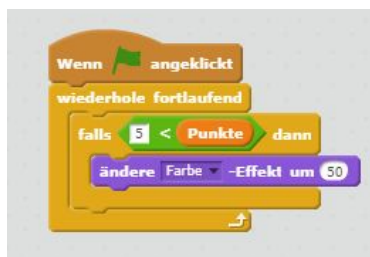 Wenn angeklickt
wiederhole fortlaufend
falls 5 < Punkte dann
ändere Farbe -Effekt um 50